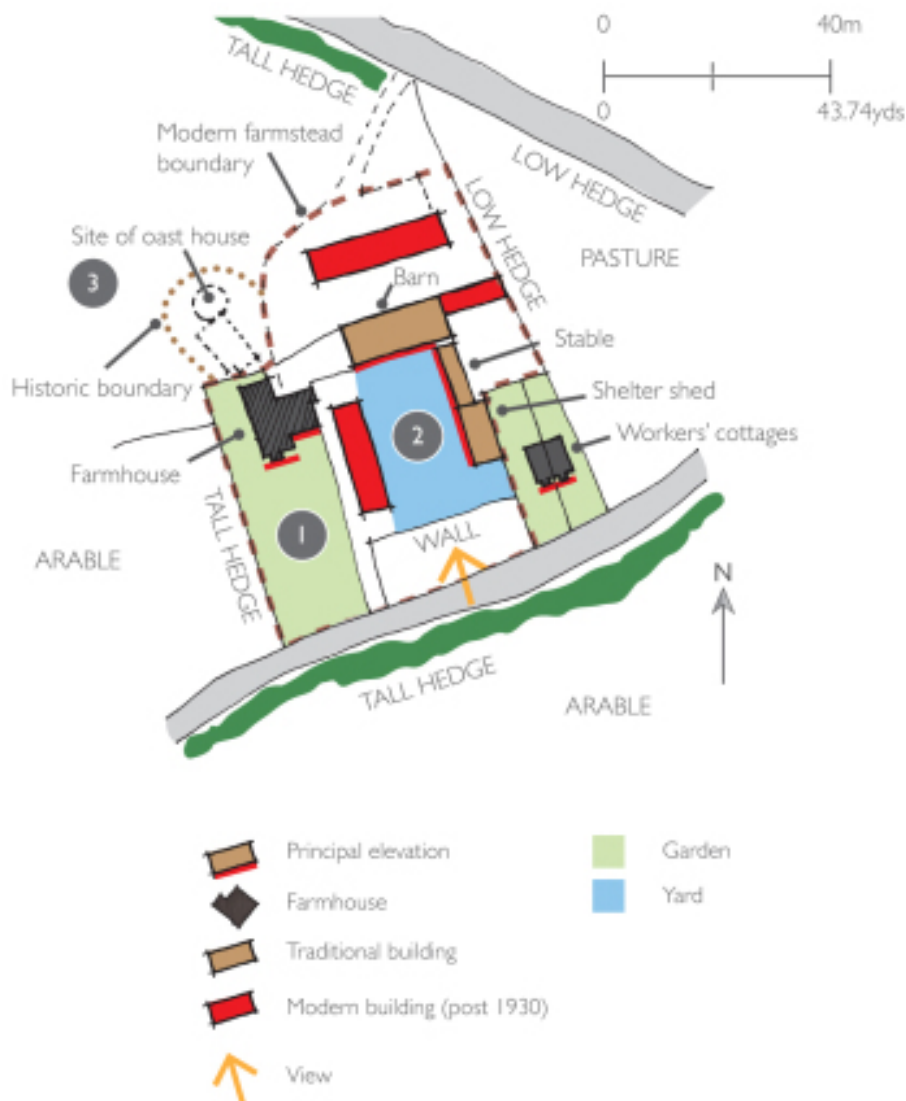 0 40m
0 43.74yds
TALL HEDGE
Modern farmstead
boundary
LOW HEDGE
LOW HEDGE
Site of oast house
3
PASTURE
Barn
Stable
Historic boundary
Shelter shed
2
Workers' cottages
Farmhouse
TALL HEDGE
1
WALL
ARABLE
N
TALL HEDGE
ARABLE
Principal elevation
Farmhouse
Traditional building
Modern building (post 1930)
View
Garden
Yard